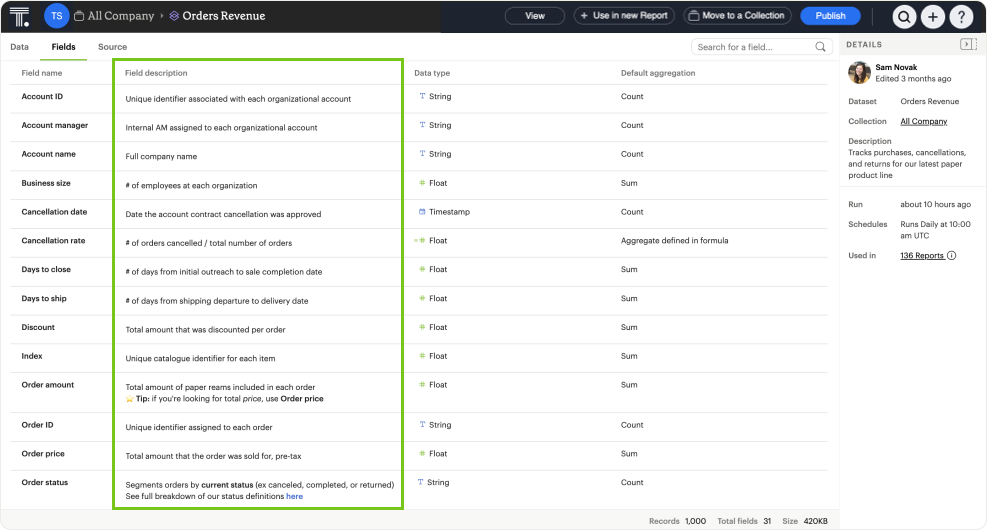 T.
TS
All Company › Orders Revenue
View
+ Use in new Report
Move to a Collection
Publish
+
?
Data
Fields
Source
Search for a field...
Field name
Field description
Data type
Default aggregation
Account ID
Unique identifier associated with each organizational account
T String
Count
Account manager
Internal AM assigned to each organizational account
T String
Count
Account name
Full company name
T String
Count
Business size
# of employees at each organization
# Float
Sum
Cancellation date
Date the account contract cancellation was approved
Timestamp
Count
Cancellation rate
# of orders cancelled / total number of orders
=# Float
Aggregate defined in formula
Days to close
# of days from initial outreach to sale completion date
# Float
Sum
Days to ship
# of days from shipping departure to delivery date
# Float
Sum
Discount
Total amount that was discounted per order
# Float
Sum
Index
Unique catalogue identifier for each item
# Float
Sum
Order amount
Total amount of paper reams included in each order
Tip: if you're looking for total price, use Order price
# Float
Sum
Order ID
Unique identifier assigned to each order
T String
Count
Order price
Total amount that the order was sold for, pre-tax
# Float
Sum
Order status
Segments orders by current status (ex canceled, completed, or returned)
See full breakdown of our status definitions here
T String
Count
Records 1,000 Total fields 31 Size 420KB
DETAILS
Sam Novak
Edited 3 months ago
Dataset
Orders Revenue
Collection
All Company
Description
Tracks purchases, cancellations,
and returns for our latest paper
product line
Run
about 10 hours ago
Schedules
Runs Daily at 10:00
am UTC
Used in
136 Reports